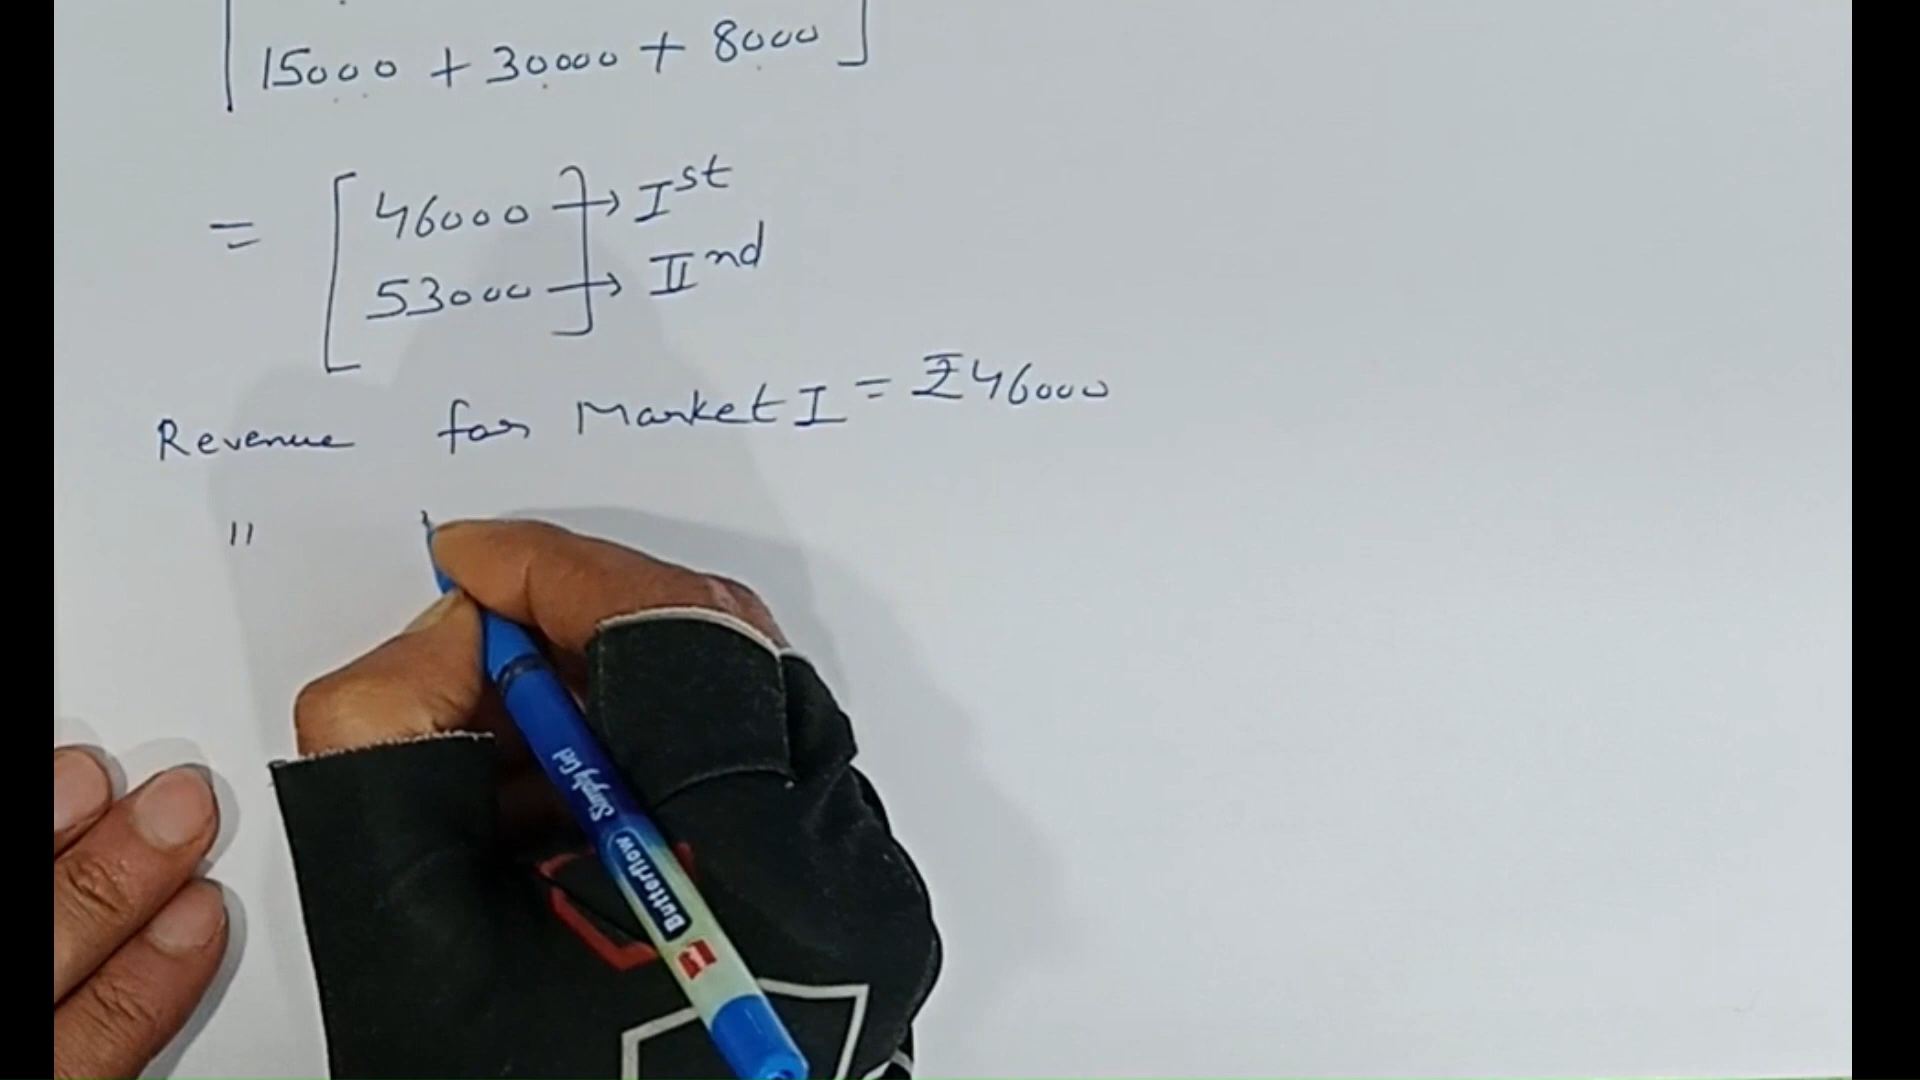 15000 + 30000 + 8000
= [ 46000 ] → Ist
53000 → IInd
Revenue for Market I = ₹46000
"
Simply Gel
Butterflow